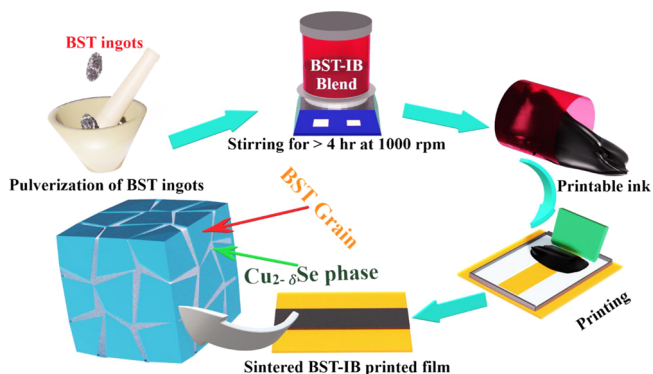 BST ingots
Pulverization of BST ingots
BST-IB
Blend
Stirring for > 4 hr at 1000 rpm
Printable ink
Printing
Sintered BST-IB printed film
BST Grain
Cu2-δSe phase